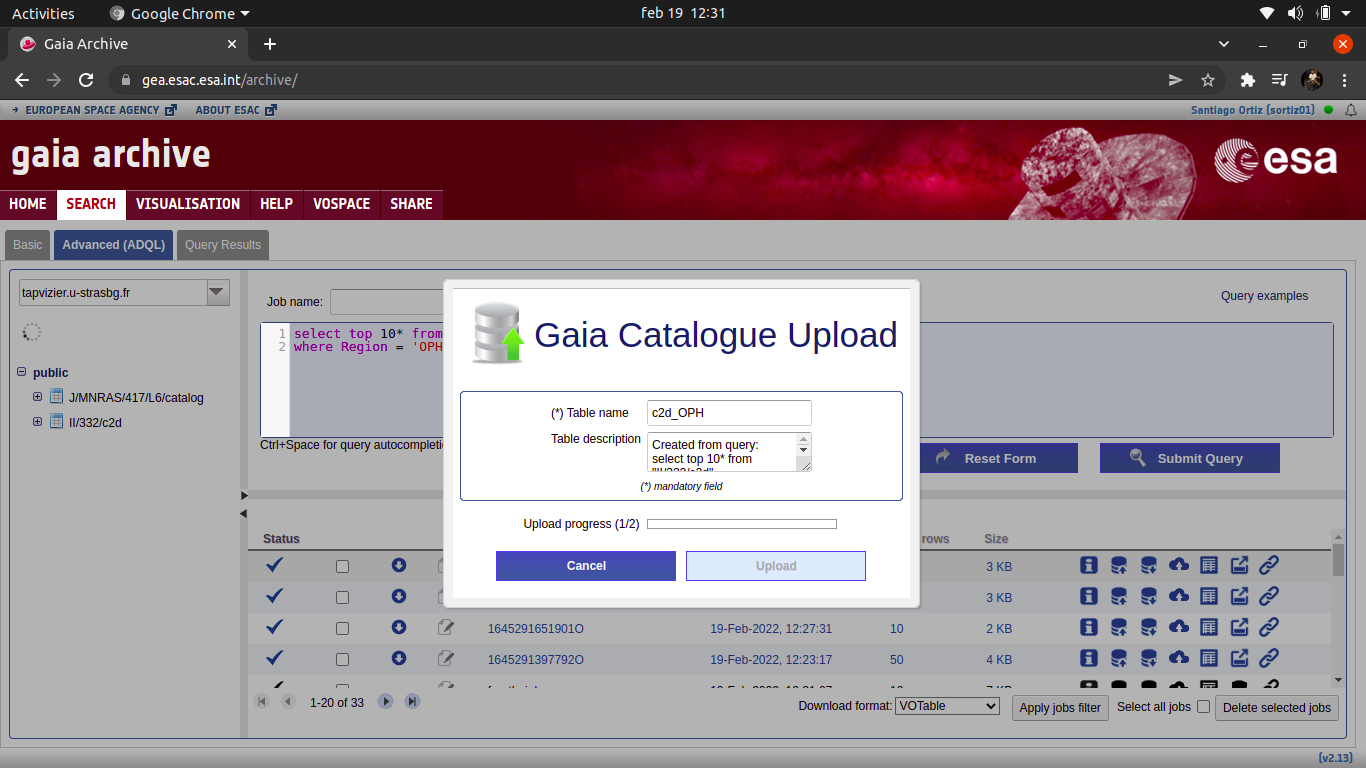 Activities
Google Chrome
feb 19 12:31
Gaia Archive
gea.esac.esa.int/archive/
EUROPEAN SPACE AGENCY
ABOUT ESAC
Santiago Ortiz (sortiz01)
gaia archive
esa
HOME
SEARCH
VISUALISATION
HELP
VOSPACE
SHARE
Basic
Advanced (ADQL)
Query Results
tapvizier.u-strasbg.fr
public
J/MNRAS/417/L6/catalog
II/332/c2d
Job name:
Query examples
1 select top 10* from
2 where Region = 'OPH
Ctrl+Space for query autocompleti
Reset Form
Submit Query
Gaia Catalogue Upload
(*) Table name
c2d_OPH
Table description
Created from query:
select top 10* from
"II/332/c2d"
(*) mandatory field
Upload progress (1/2)
Cancel
Upload
Status
rows
Size
3 KB
3 KB
1645291651901O 19-Feb-2022, 12:27:31 10 2 KB
1645291397792O 19-Feb-2022, 12:23:17 50 4 KB
1-20 of 33
Download format:
VOTable
Apply jobs filter
Select all jobs
Delete selected jobs
(v2.13)